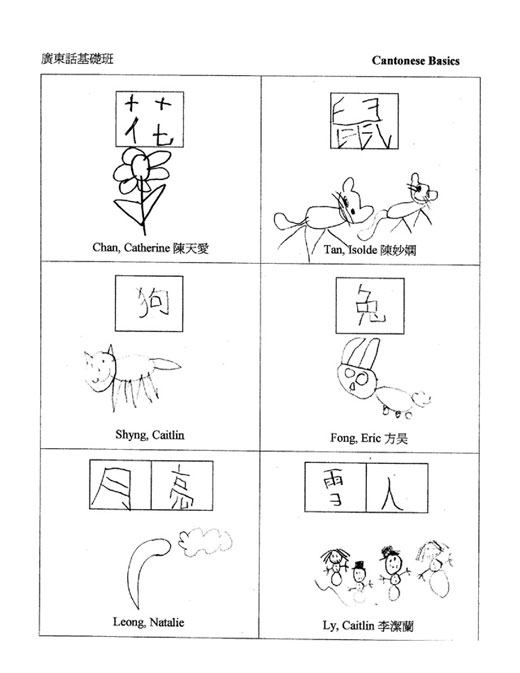 廣東話基礎班 Cantonese Basics
花
Chan, Catherine 陳天愛
鼠
Tan, Isolde 陳妙嫻
狗
Shyng, Caitlin
兔
Fong, Eric 方昊
月亮
Leong, Natalie
雪人
Ly, Caitlin 李潔蘭